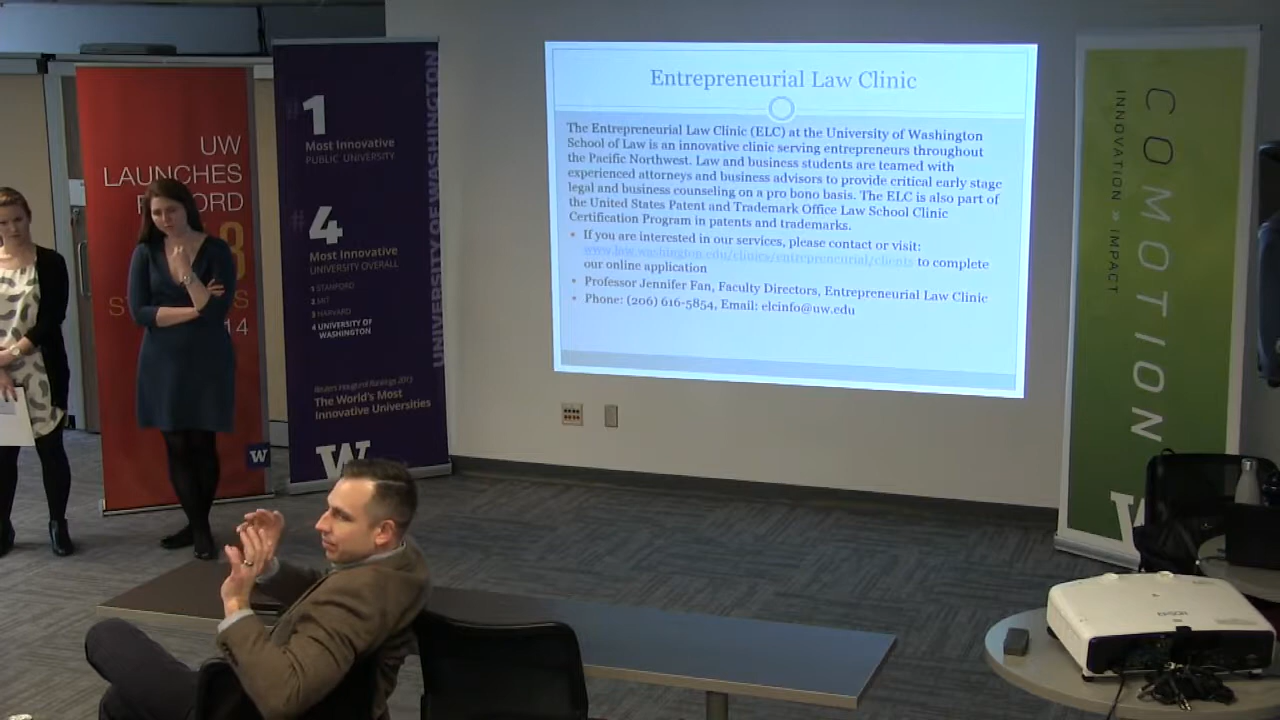 UW
LAUNCHES
#1
Most Innovative
PUBLIC UNIVERSITY
#4
Most Innovative
UNIVERSITY OVERALL
1 STANFORD
2 MIT
3 HARVARD
4 UNIVERSITY OF
WASHINGTON
The World's Most
Innovative Universities
W
W
UNIVERSITY OF WASHINGTON
Entrepreneurial Law Clinic
The Entrepreneurial Law Clinic (ELC) at the University of Washington
School of Law is an innovative clinic serving entrepreneurs throughout
the Pacific Northwest. Law and business students are teamed with
experienced attorneys and business advisors to provide critical early stage
legal and business counseling on a pro bono basis. The ELC is also part of
the United States Patent and Trademark Office Law School Clinic
Certification Program in patents and trademarks.
• If you are interested in our services, please contact or visit:
www.law.washington.edu/clinics/entrepreneurial/clients to complete
our online application
• Professor Jennifer Fan, Faculty Directors, Entrepreneurial Law Clinic
• Phone: (206) 616-5854, Email: elcinfo@uw.edu
COMOTION
INNOVATION » IMPACT
EPSON